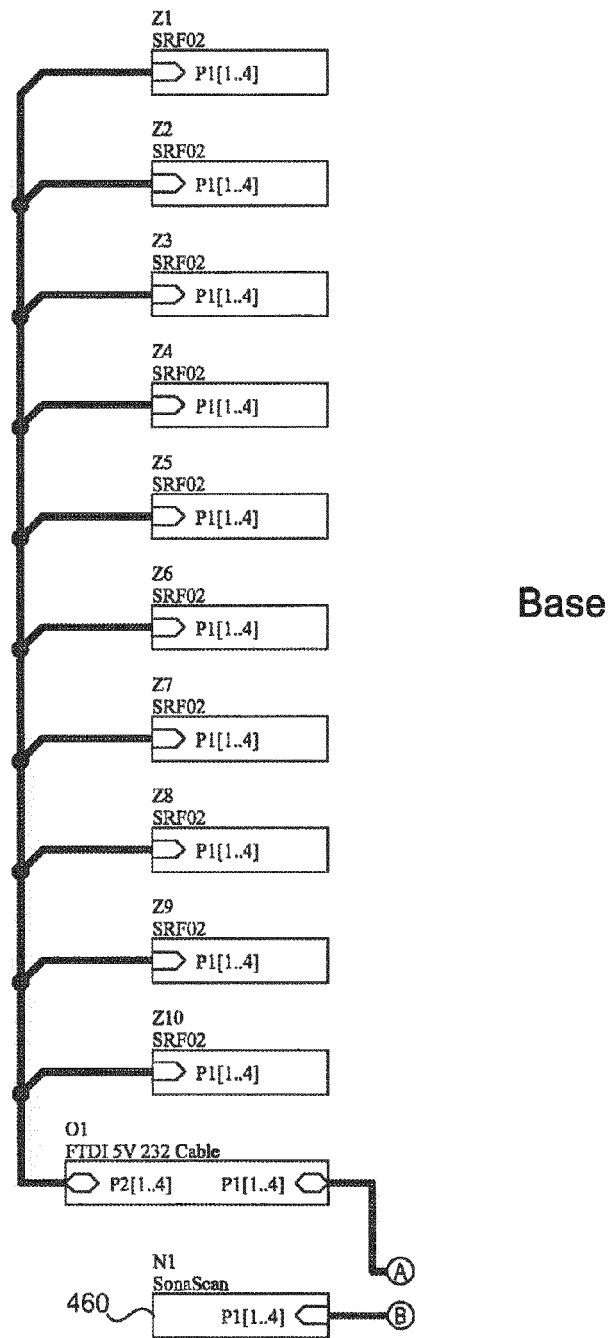 Z1
SRF02
P1[1..4]
Z2
SRF02
P1[1..4]
Z3
SRF02
P1[1..4]
Z4
SRF02
P1[1..4]
Z5
SRF02
P1[1..4]
Base
Z6
SRF02
P1[1..4]
Z7
SRF02
P1[1..4]
Z8
SRF02
P1[1..4]
Z9
SRF02
P1[1..4]
Z10
SRF02
P1[1..4]
O1
FTDI 5V 232 Cable
P2[1..4] P1[1..4]
A
N1
SonaScan
460 P1[1..4] B